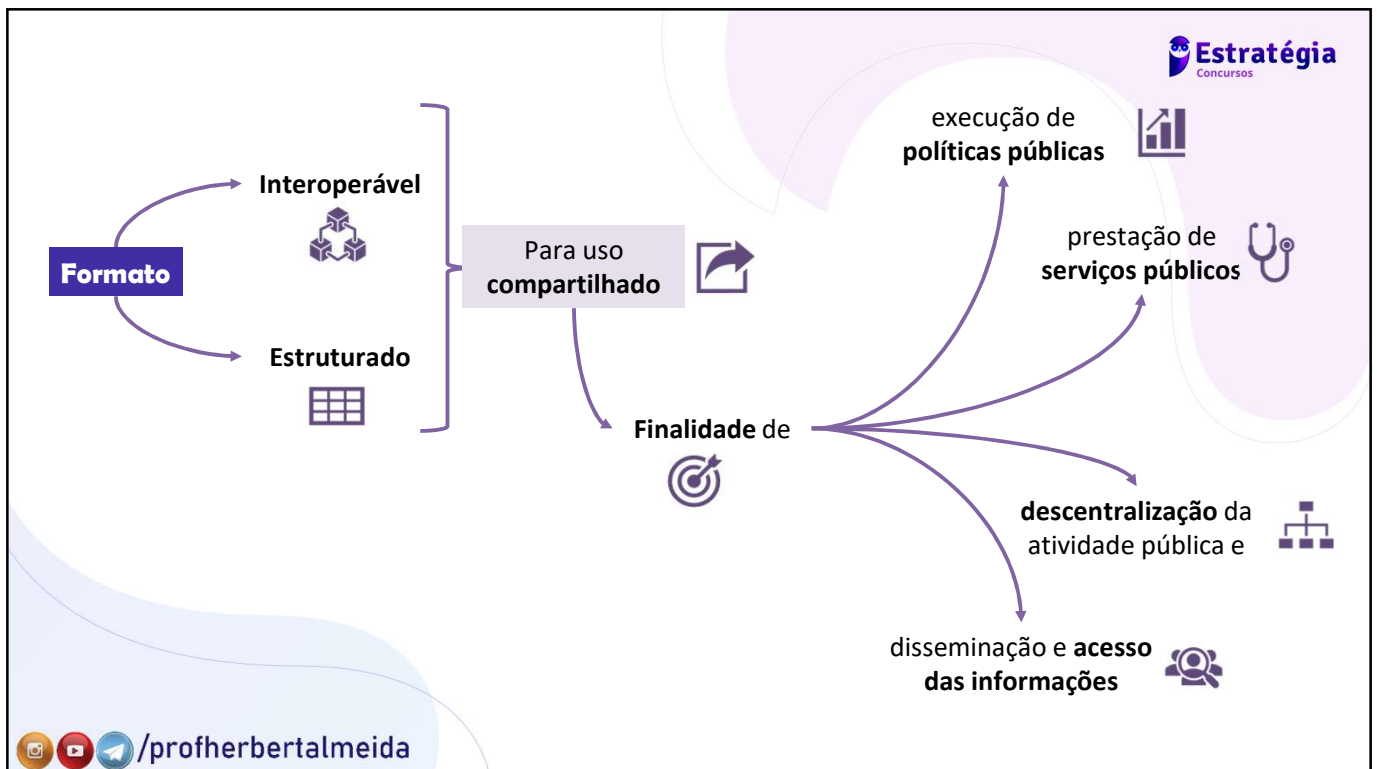 Estratégia
Concursos
Formato
Interoperável
Estruturado
Para uso
compartilhado
Finalidade de
execução de
políticas públicas
prestação de
serviços públicos
descentralização da
atividade pública e
disseminação e acesso
das informações
/profherbertalmeida